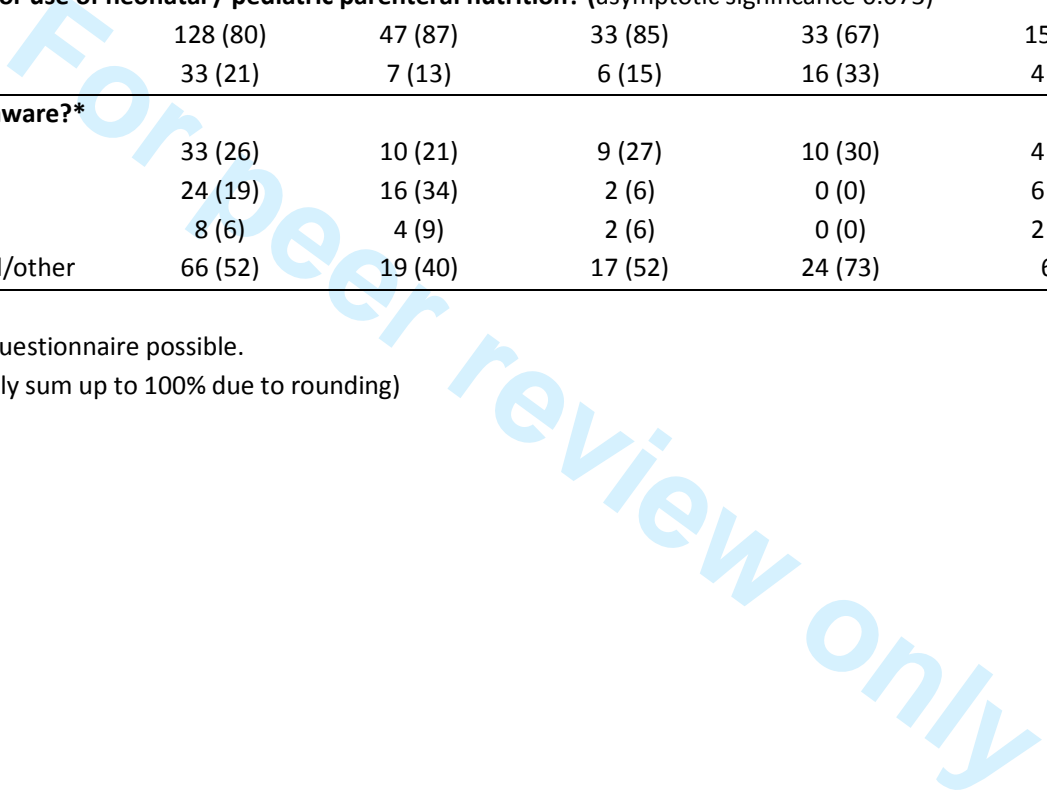 or use of neonatal / pediatric parenteral nutrition? (asymptotic significance 0.073)
128 (80) 47 (87) 33 (85) 33 (67) 15
33 (21) 7 (13) 6 (15) 16 (33) 4
ware?*
33 (26) 10 (21) 9 (27) 10 (30) 4
24 (19) 16 (34) 2 (6) 0 (0) 6
8 (6) 4 (9) 2 (6) 0 (0) 2
/other 66 (52) 19 (40) 17 (52) 24 (73) 6
uestionnaire possible.
ly sum up to 100% due to rounding)
For peer review only